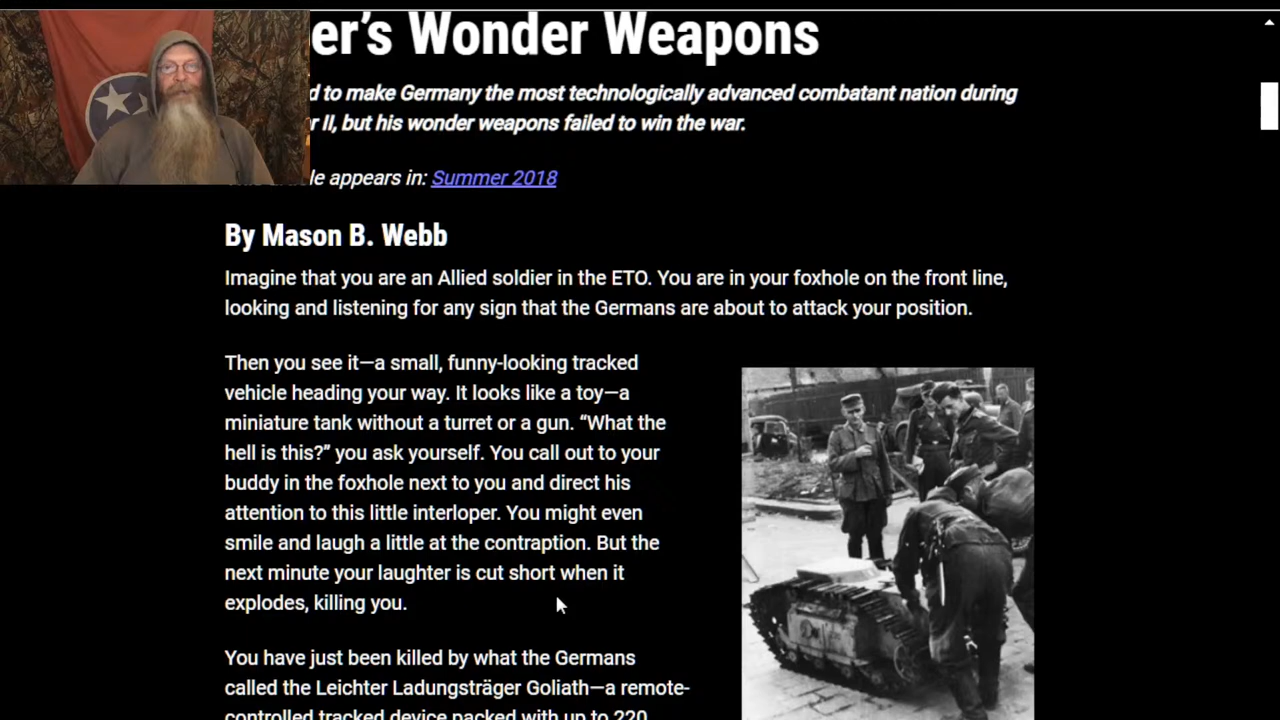 er’s Wonder Weapons
d to make Germany the most technologically advanced combatant nation during
r II, but his wonder weapons failed to win the war.
le appears in: Summer 2018
By Mason B. Webb
Imagine that you are an Allied soldier in the ETO. You are in your foxhole on the front line,
looking and listening for any sign that the Germans are about to attack your position.
Then you see it—a small, funny-looking tracked
vehicle heading your way. It looks like a toy—a
miniature tank without a turret or a gun. “What the
hell is this?” you ask yourself. You call out to your
buddy in the foxhole next to you and direct his
attention to this little interloper. You might even
smile and laugh a little at the contraption. But the
next minute your laughter is cut short when it
explodes, killing you.
You have just been killed by what the Germans
called the Leichter Ladungsträger Goliath—a remote-
controlled tracked device packed with up to 220